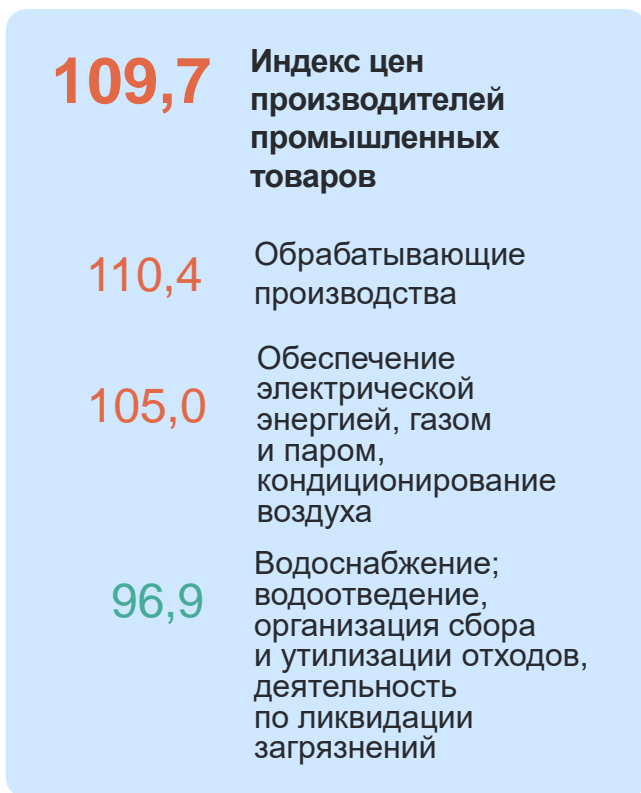 109,7
Индекс цен
производителей
промышленных
товаров
110,4
Обрабатывающие
производства
105,0
Обеспечение
электрической
энергией, газом
и паром,
кондиционирование
воздуха
96,9
Водоснабжение;
водоотведение,
организация сбора
и утилизации отходов,
деятельность
по ликвидации
загрязнений